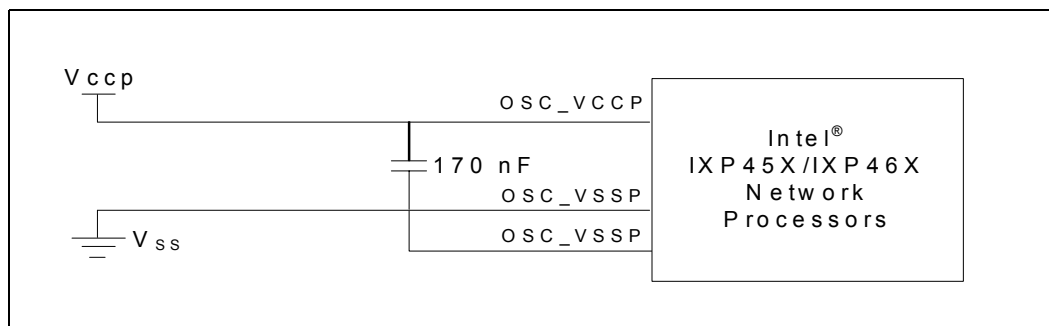 Vccp
OSC_VCCP
170 nF
OSC_VSSP
VSS
OSC_VSSP
Intel®
IXP45X/IXP46X
Network
Processors